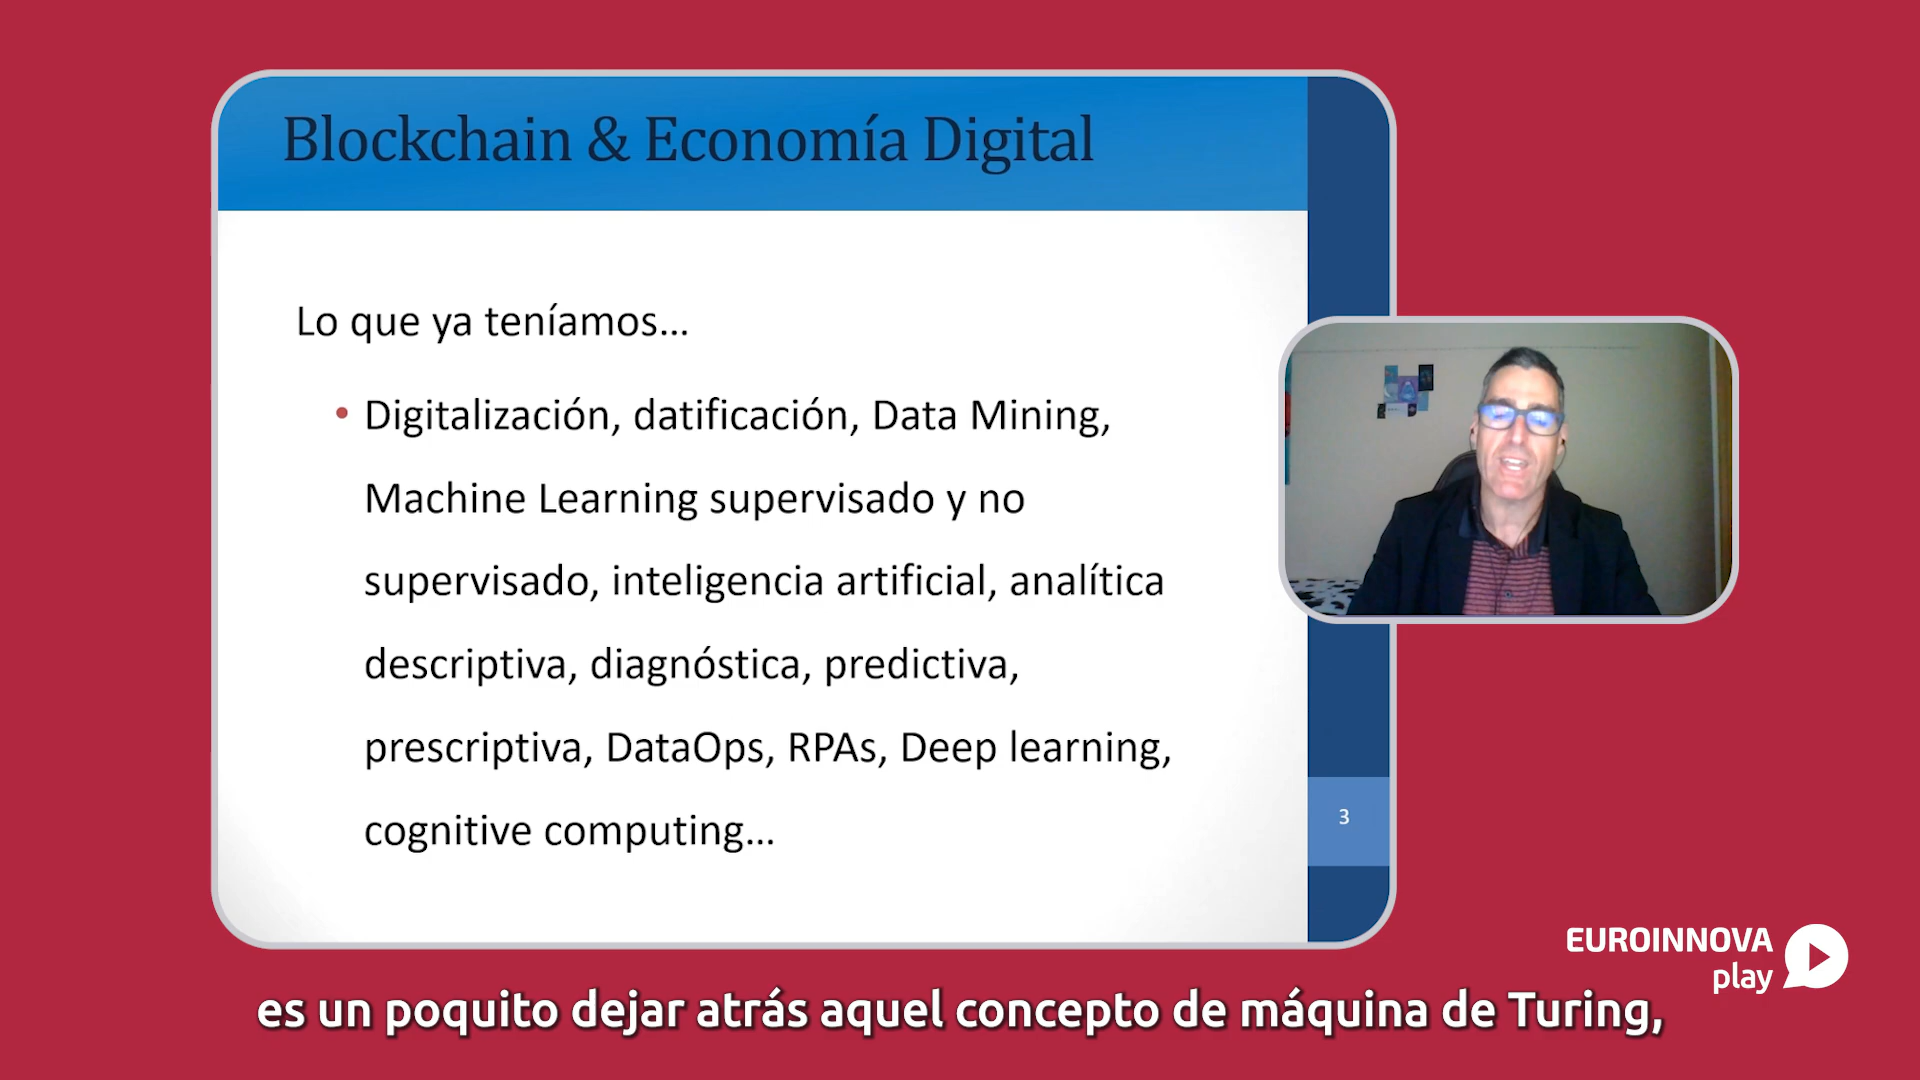 Blockchain & Economía Digital
Lo que ya teníamos...
• Digitalización, datificación, Data Mining,
Machine Learning supervisado y no
supervisado, inteligencia artificial, analítica
descriptiva, diagnóstica, predictiva,
prescriptiva, DataOps, RPAs, Deep learning,
cognitive computing...
3
EUROINNOVA
play
es un poquito dejar atrás aquel concepto de máquina de Turing,